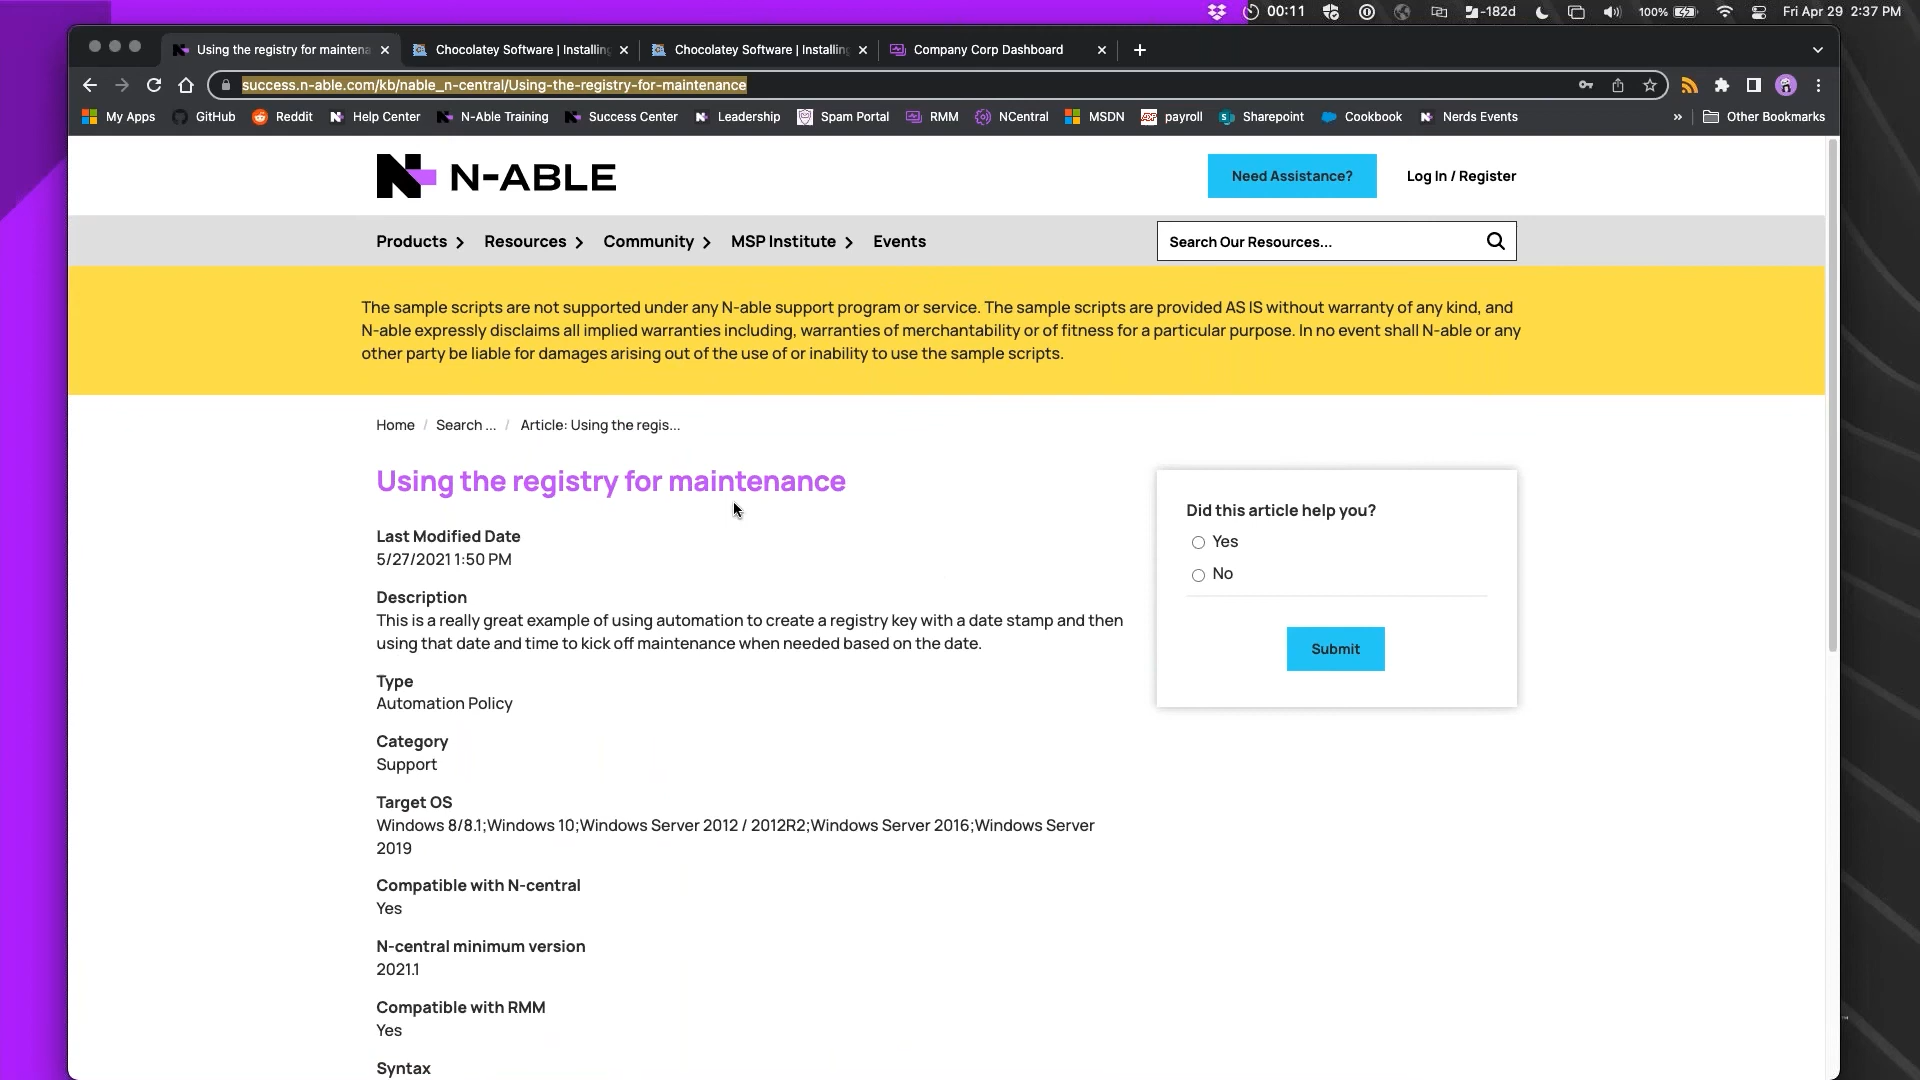 00:11
-182d
100%
Fri Apr 29 2:37 PM
Using the registry for maintena
Chocolatey Software | Installing
Chocolatey Software | Installing
Company Corp Dashboard
success.n-able.com/kb/nable_n-central/Using-the-registry-for-maintenance
My Apps
GitHub
Reddit
Help Center
N-Able Training
Success Center
Leadership
Spam Portal
RMM
NCentral
MSDN
payroll
Sharepoint
Cookbook
Nerds Events
»
Other Bookmarks
N-ABLE
Need Assistance?
Log In / Register
Products
Resources
Community
MSP Institute
Events
Search Our Resources...
The sample scripts are not supported under any N-able support program or service. The sample scripts are provided AS IS without warranty of any kind, and
N-able expressly disclaims all implied warranties including, warranties of merchantability or of fitness for a particular purpose. In no event shall N-able or any
other party be liable for damages arising out of the use of or inability to use the sample scripts.
Home / Search ... / Article: Using the regis...
Using the registry for maintenance
Last Modified Date
5/27/2021 1:50 PM
Description
This is a really great example of using automation to create a registry key with a date stamp and then
using that date and time to kick off maintenance when needed based on the date.
Type
Automation Policy
Category
Support
Target OS
Windows 8/8.1;Windows 10;Windows Server 2012 / 2012R2;Windows Server 2016;Windows Server
2019
Compatible with N-central
Yes
N-central minimum version
2021.1
Compatible with RMM
Yes
Syntax
Did this article help you?
Yes
No
Submit